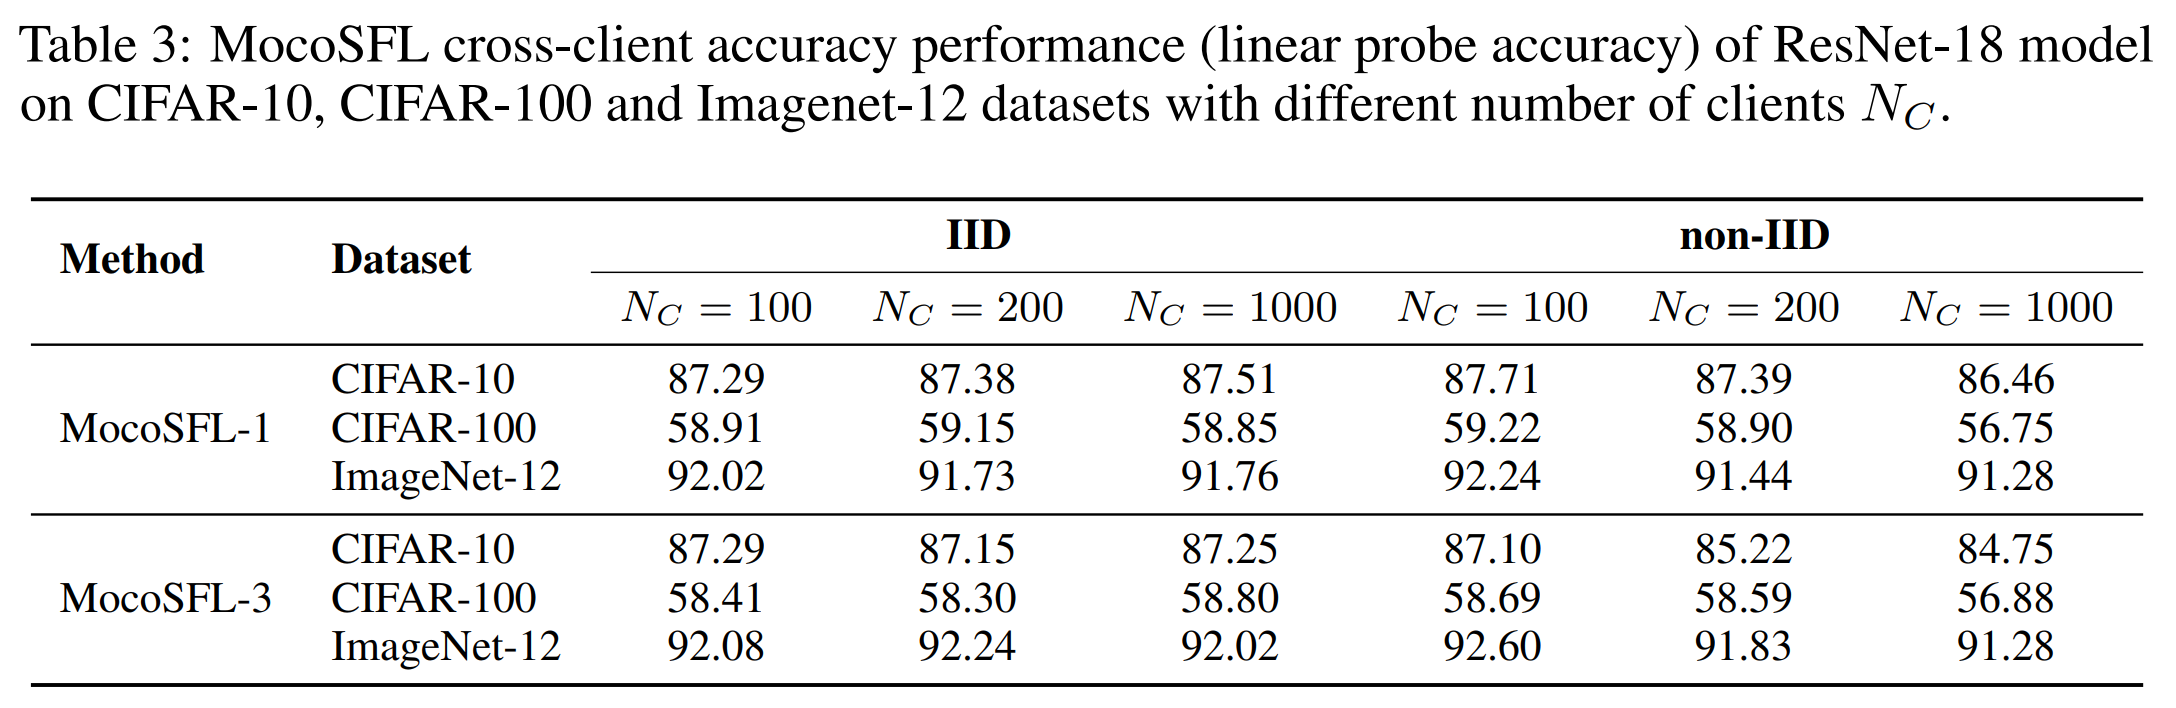 Table 3: MocoSFL cross-client accuracy performance (linear probe accuracy) of ResNet-18 model
on CIFAR-10, CIFAR-100 and Imagenet-12 datasets with different number of clients N_C.
Method Dataset IID non-IID
N_C = 100 N_C = 200 N_C = 1000 N_C = 100 N_C = 200 N_C = 1000
CIFAR-10 87.29 87.38 87.51 87.71 87.39 86.46
MocoSFL-1 CIFAR-100 58.91 59.15 58.85 59.22 58.90 56.75
ImageNet-12 92.02 91.73 91.76 92.24 91.44 91.28
CIFAR-10 87.29 87.15 87.25 87.10 85.22 84.75
MocoSFL-3 CIFAR-100 58.41 58.30 58.80 58.69 58.59 56.88
ImageNet-12 92.08 92.24 92.02 92.60 91.83 91.28